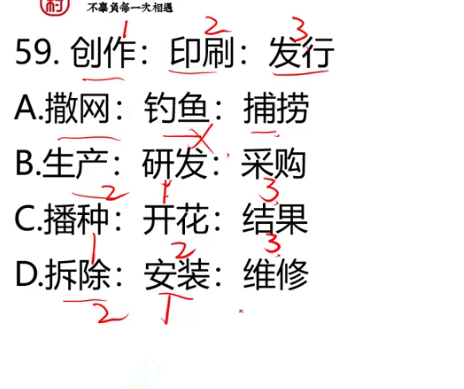 村
不辜負每一次相遇
1 2 3
59. 创作：印刷：发行
A.撒网：钓鱼：捕捞
X
B.生产：研发：采购
2 1 3
C.播种：开花：结果
1 2 3
D.拆除：安装：维修
2 1